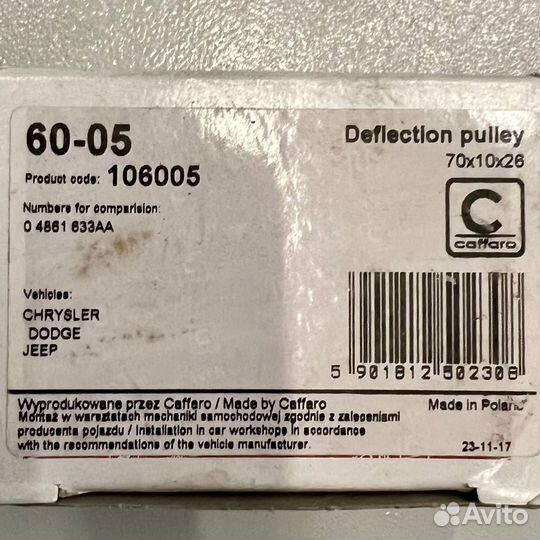 60-05
Deflection pulley
70x10x26
Product code: 106005
Numbers for comparision:
0 4861 633AA
C
caffaro
Vehicles:
CHRYSLER
DODGE
JEEP
5 901812 502308
Wyprodukowane przez Caffaro / Made by Caffaro
Made in Poland
Montaż w warsztatach mechaniki samochodowej zgodnie z zaleceniami
producenta pojazdu / Installation in car workshops in accordance
with the recommendations of the vehicle manufacturer.
23-11-17
Avito